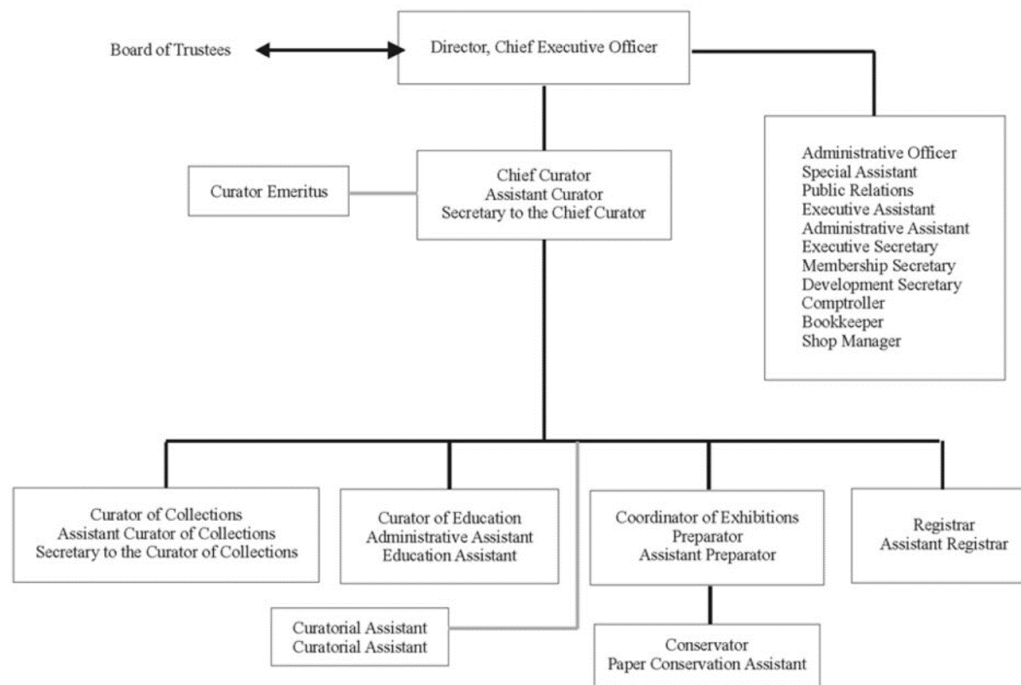 Board of Trustees
Director, Chief Executive Officer
Administrative Officer
Special Assistant
Public Relations
Executive Assistant
Administrative Assistant
Executive Secretary
Membership Secretary
Development Secretary
Comptroller
Bookkeeper
Shop Manager
Curator Emeritus
Chief Curator
Assistant Curator
Secretary to the Chief Curator
Curator of Collections
Assistant Curator of Collections
Secretary to the Curator of Collections
Curator of Education
Administrative Assistant
Education Assistant
Coordinator of Exhibitions
Preparator
Assistant Preparator
Registrar
Assistant Registrar
Curatorial Assistant
Curatorial Assistant
Conservator
Paper Conservation Assistant